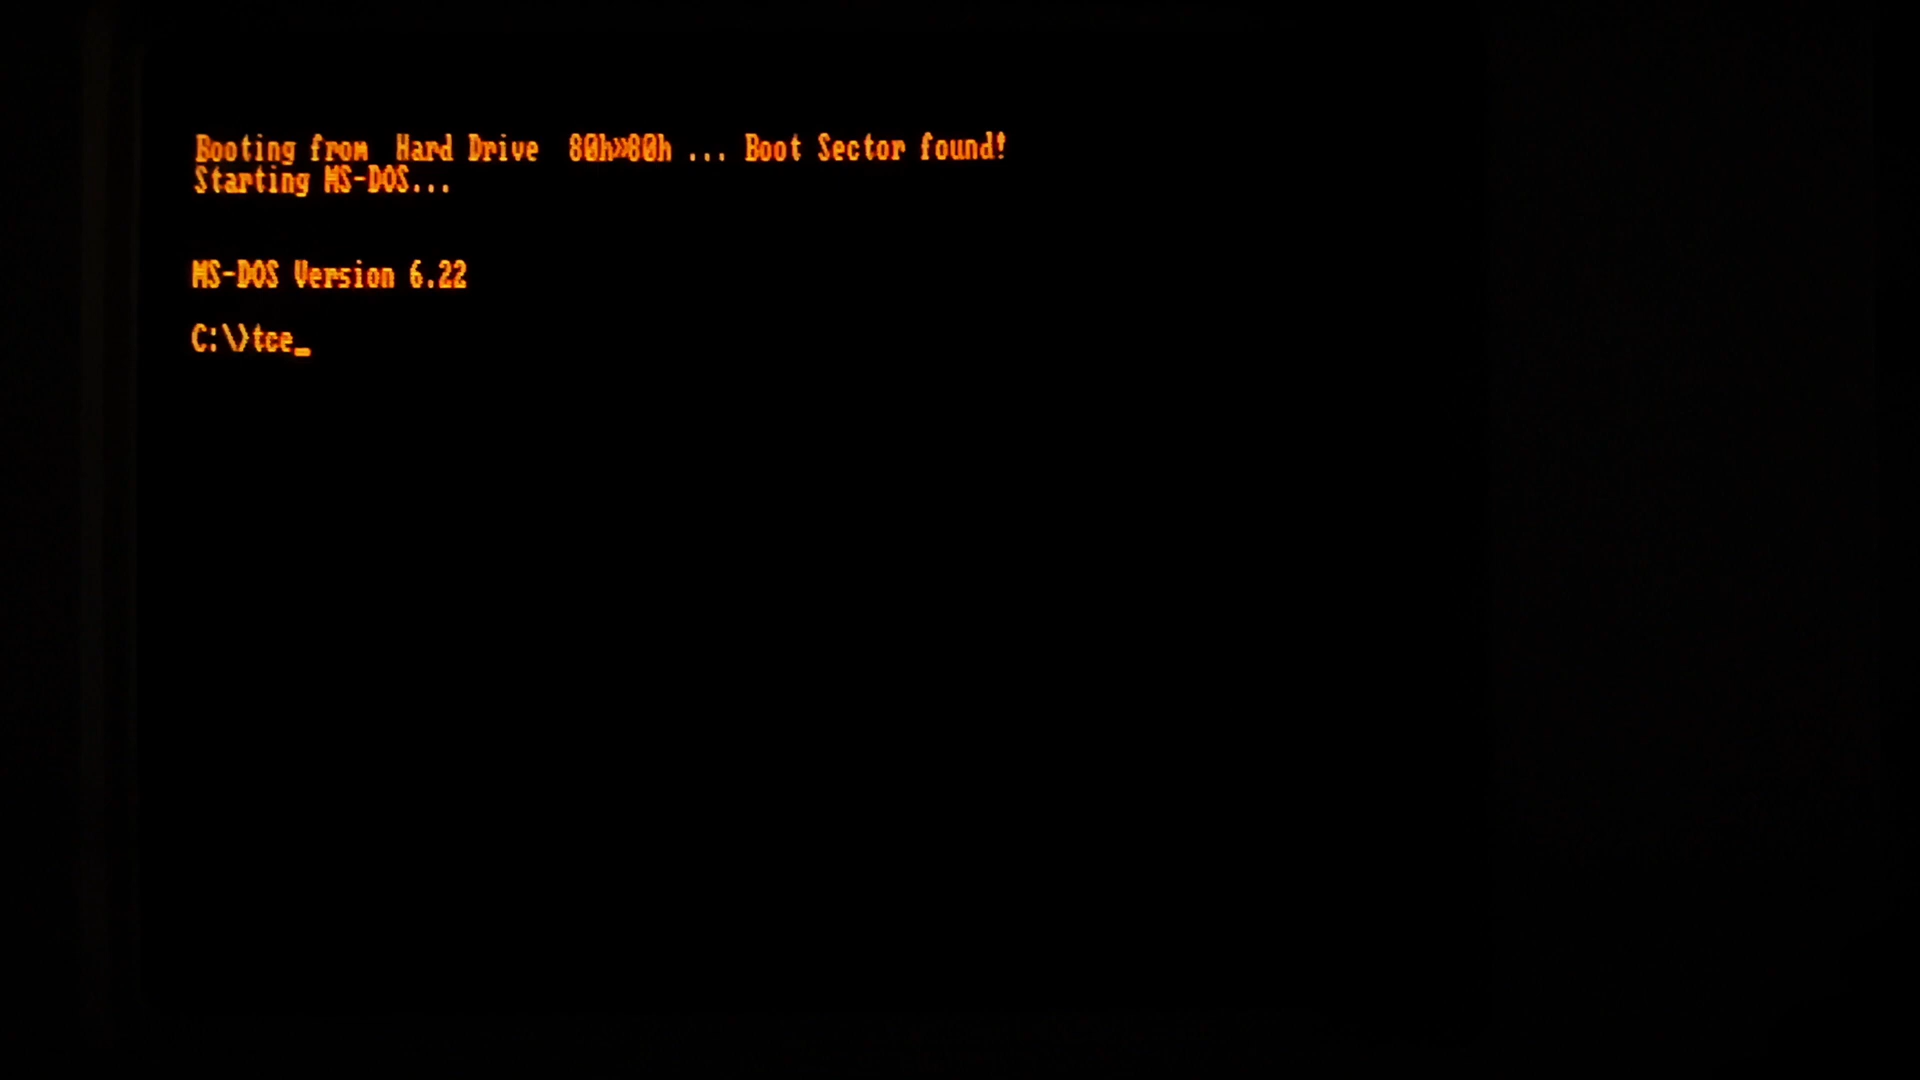 Booting from  Hard Drive  80h»80h ... Boot Sector found!
Starting MS-DOS...
MS-DOS Version 6.22
C:\>tce_